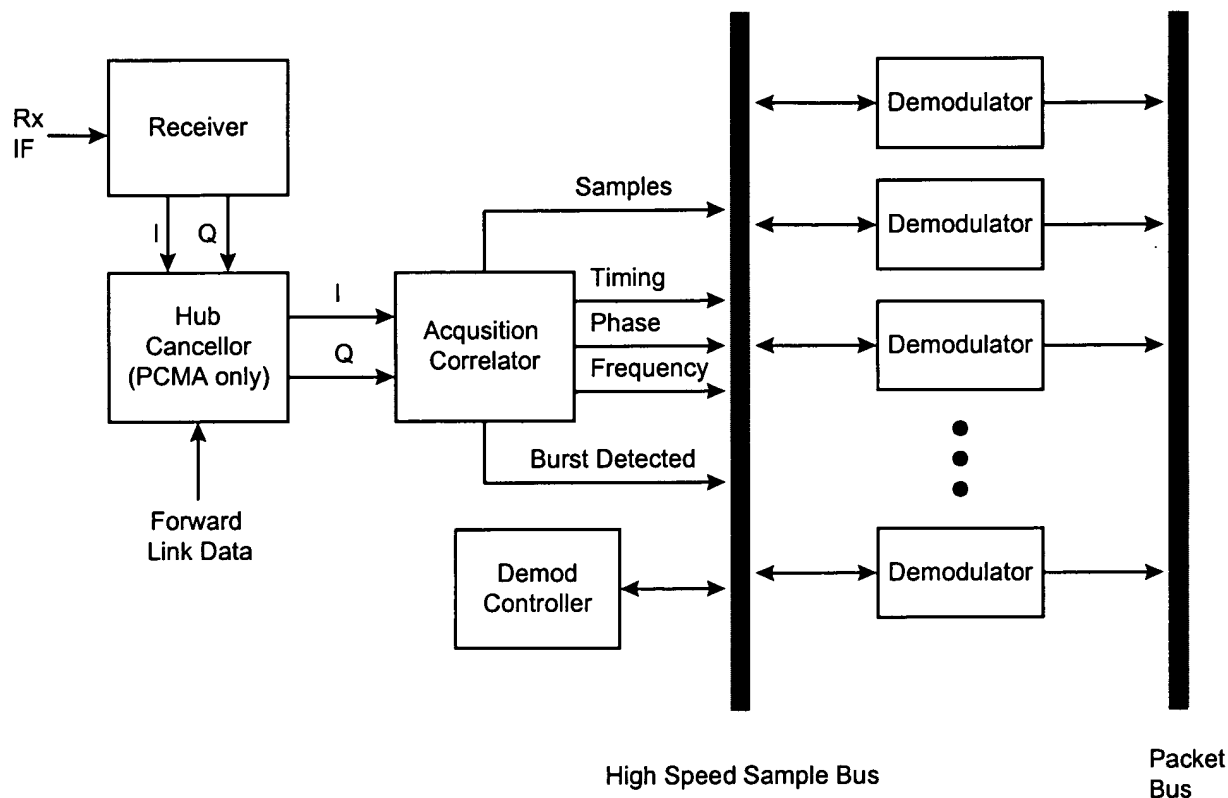 Rx
IF
Receiver
I
Q
Hub
Cancellor
(PCMA only)
Forward
Link Data
I
Q
Acqusition
Correlator
Samples
Timing
Phase
Frequency
Burst Detected
Demod
Controller
Demodulator
Demodulator
Demodulator
Demodulator
High Speed Sample Bus
Packet
Bus